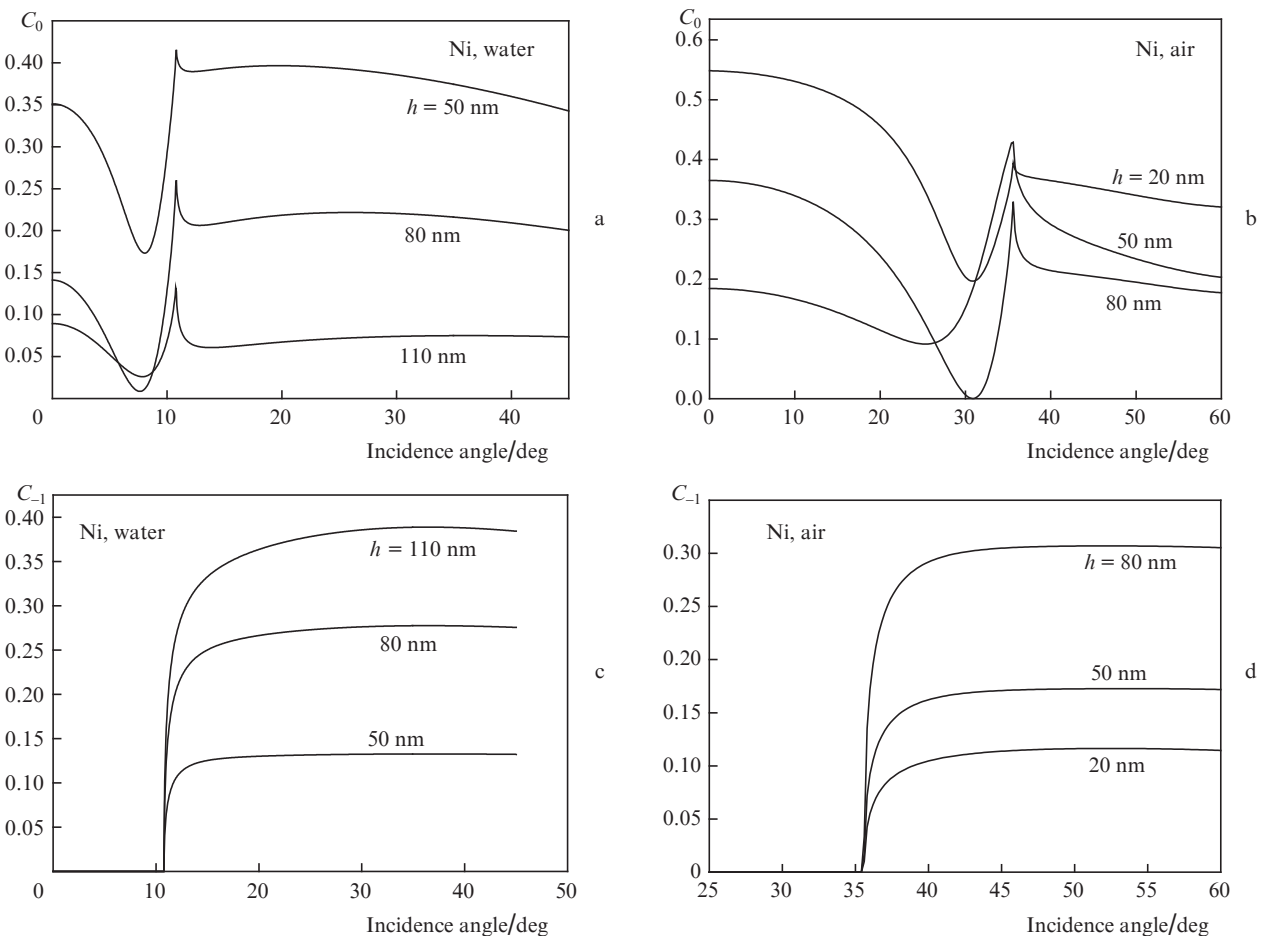 C₀
0.40
0.35
0.30
0.25
0.20
0.15
0.10
0.05
0
10
20
30
40
Incidence angle/deg
Ni, water
h = 50 nm
80 nm
110 nm
a
C₀
0.6
0.5
0.4
0.3
0.2
0.1
0.0
0
10
20
30
40
50
60
Incidence angle/deg
Ni, air
h = 20 nm
50 nm
80 nm
b
C₋₁
0.40
0.35
0.30
0.25
0.20
0.15
0.10
0.05
0
10
20
30
40
50
Incidence angle/deg
Ni, water
h = 110 nm
80 nm
50 nm
c
C₋₁
0.30
0.25
0.20
0.15
0.10
0.05
0
25
30
35
40
45
50
55
60
Incidence angle/deg
Ni, air
h = 80 nm
50 nm
20 nm
d